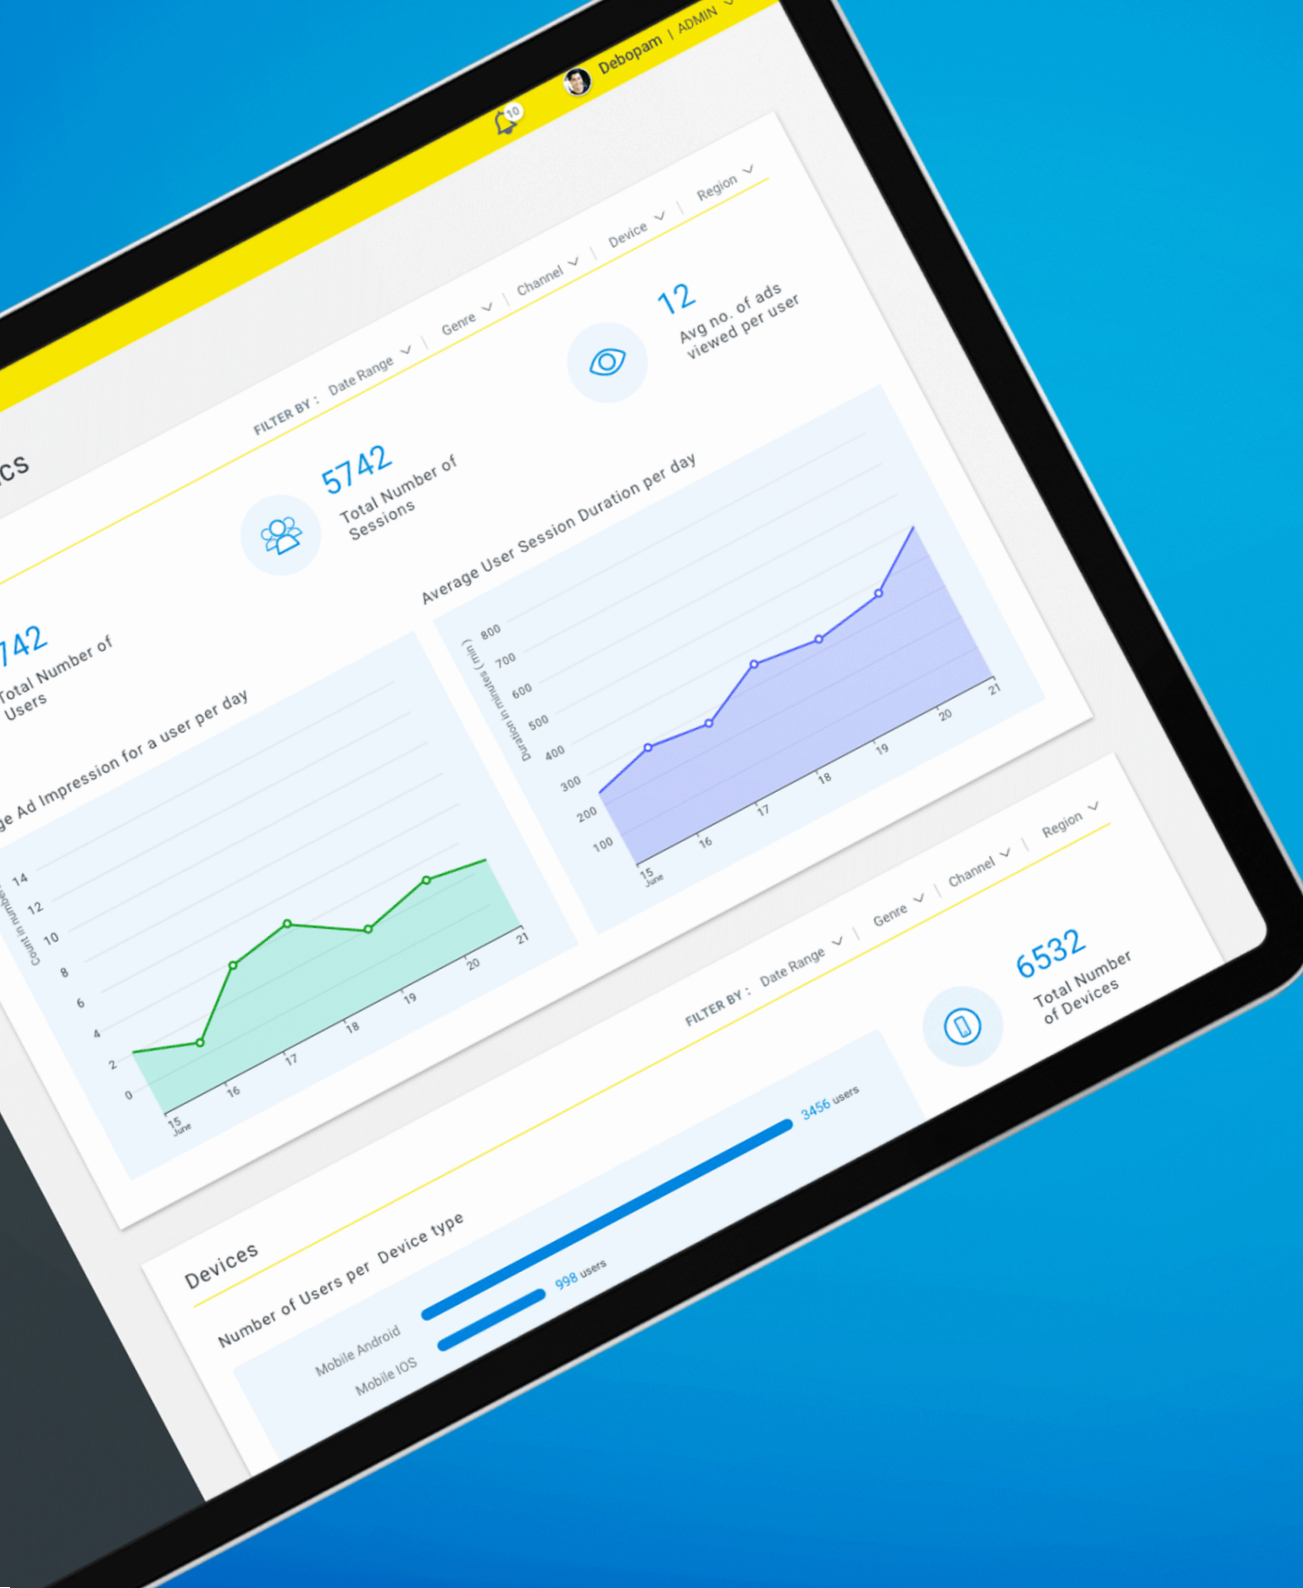 Debopam | ADMIN
10
CS
FILTER BY : Date Range | Genre | Channel | Device | Region
742
Total Number of
Users
5742
Total Number of
Sessions
12
Avg no. of ads
viewed per user
ge Ad Impression for a user per day
Count in number
14
12
10
8
6
4
2
0
15
June
16
17
18
19
20
21
Average User Session Duration per day
Duration in minutes ( min )
800
700
600
500
400
300
200
100
15
June
16
17
18
19
20
21
Devices
FILTER BY : Date Range | Genre | Channel | Region
Number of Users per Device type
Mobile Android
3456 users
Mobile IOS
998 users
6532
Total Number
of Devices